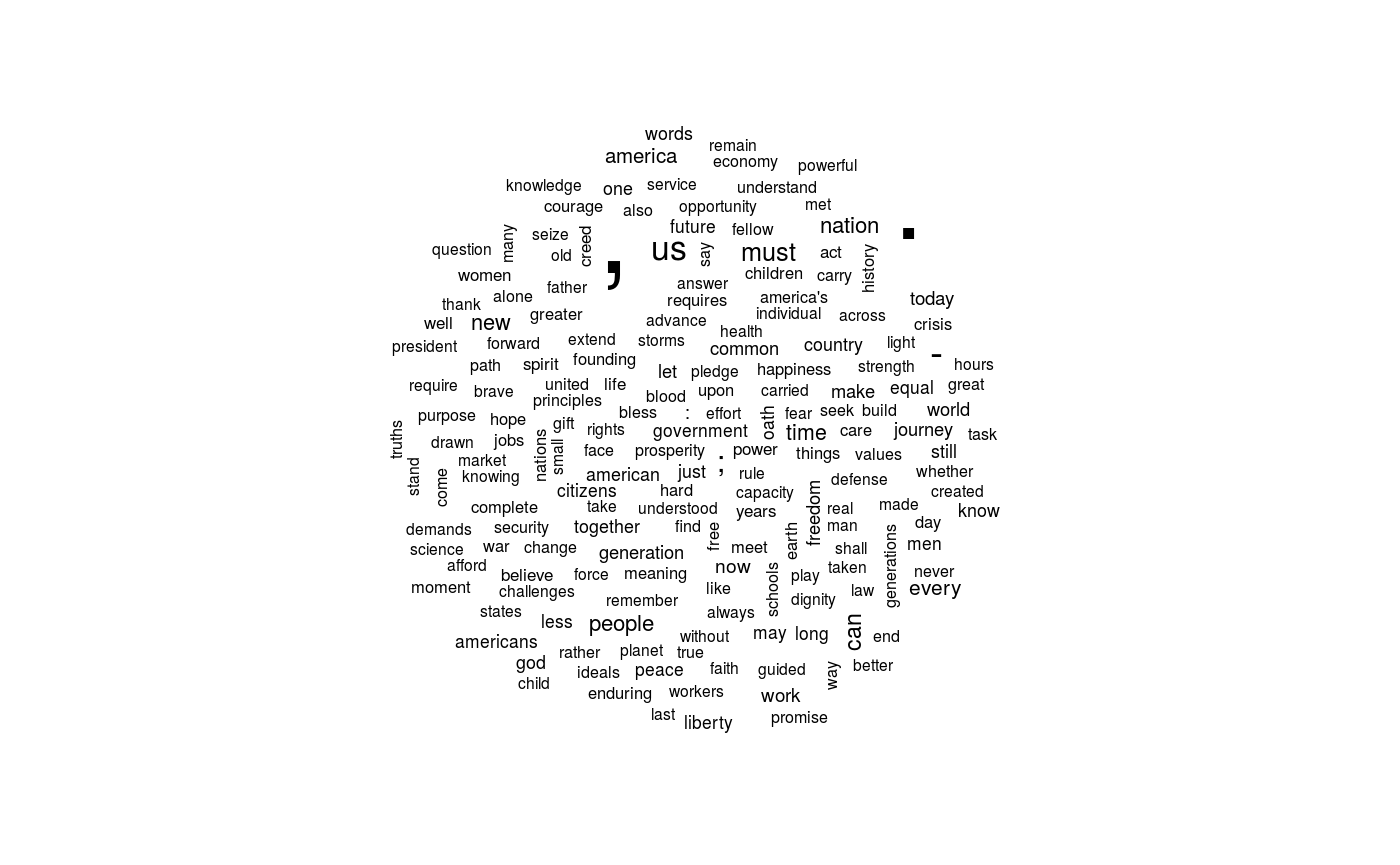 words
america remain
economy powerful
knowledge one service understand
courage also opportunity met
many seize creed future fellow nation .
question old , us say must act history
women father answer children carry
thank alone requires america's today
well new greater advance individual across crisis
president forward extend storms health common country light -
path spirit founding let pledge happiness strength hours
require brave united life blood upon carried make equal great
principles
truths purpose hope gift bless : effort oath fear seek build world
drawn jobs rights government time care journey task
stand come market nations small face prosperity ; power things values still
knowing american just rule defense whether
citizens hard capacity freedom created
complete take understood years real made know
demands security together find free earth man generations day
science war change generation meet shall men
afford believe force meaning now schools play taken never
moment challenges remember like dignity law every
states less people always can
americans without may long end
god rather planet true
child ideals peace faith guided way better
enduring workers work
last liberty promise